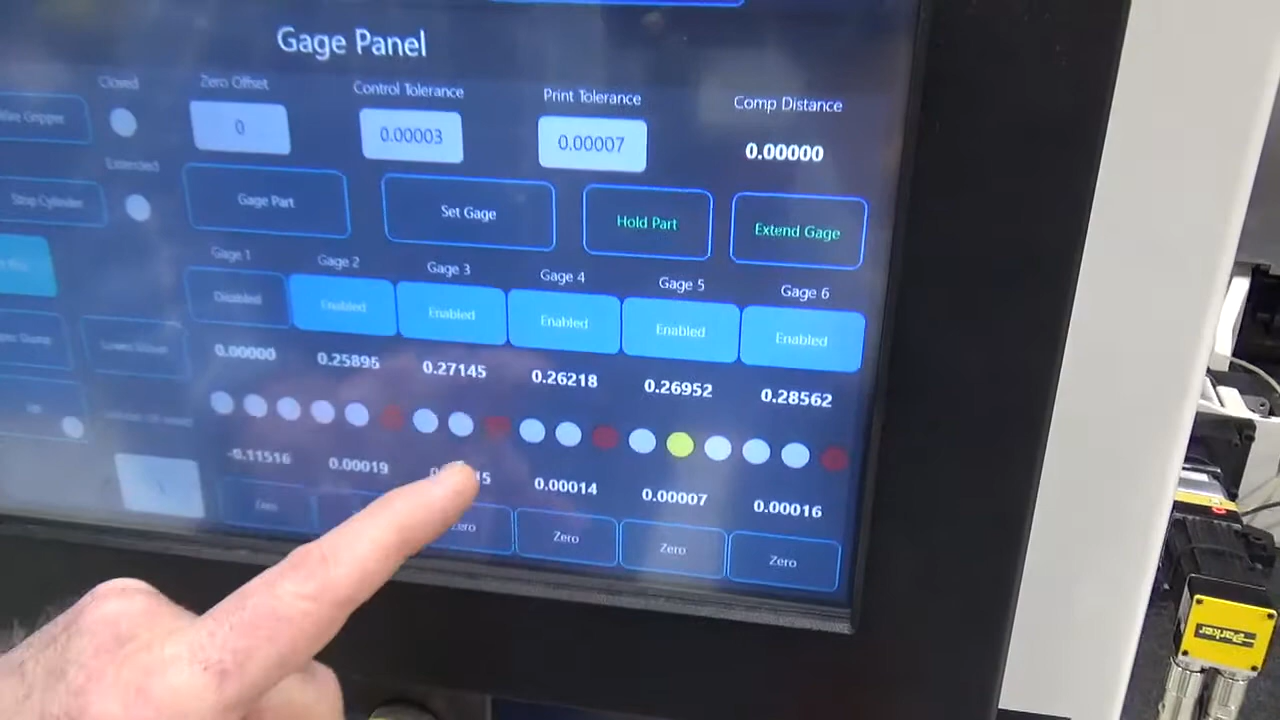 Gage Panel
Closed Zero Offset Control Tolerance Print Tolerance Comp Distance
Gripper 0 0.00003 0.00007 0.00000
Extended
Stop Cylinder Gage Part Set Gage Hold Part Extend Gage
Gage 1 Gage 2 Gage 3 Gage 4 Gage 5 Gage 6
Disabled Enabled Enabled Enabled Enabled Enabled
0.00000 0.25895 0.27145 0.26218 0.26952 0.28562
-0.11516 0.00019 0.00014 0.00007 0.00016
Zero Zero Zero Zero Zero
Parker